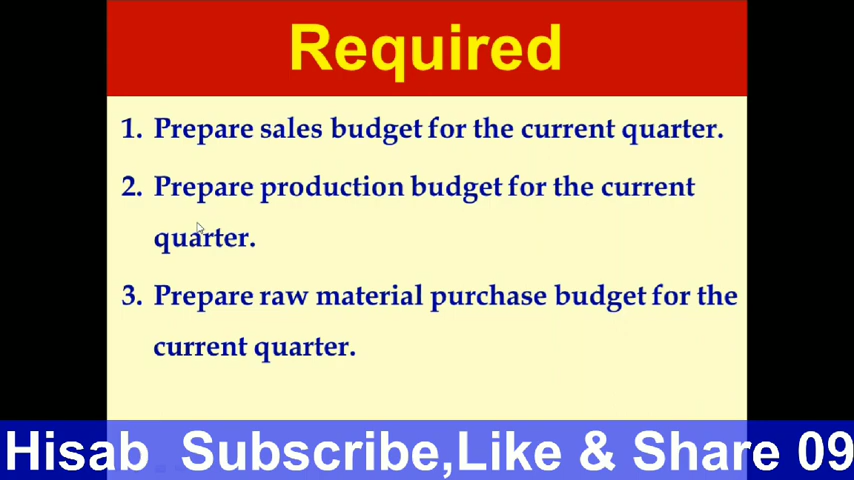 Required
1. Prepare sales budget for the current quarter.
2. Prepare production budget for the current
quarter.
3. Prepare raw material purchase budget for the
current quarter.
Hisab Subscribe,Like & Share 09